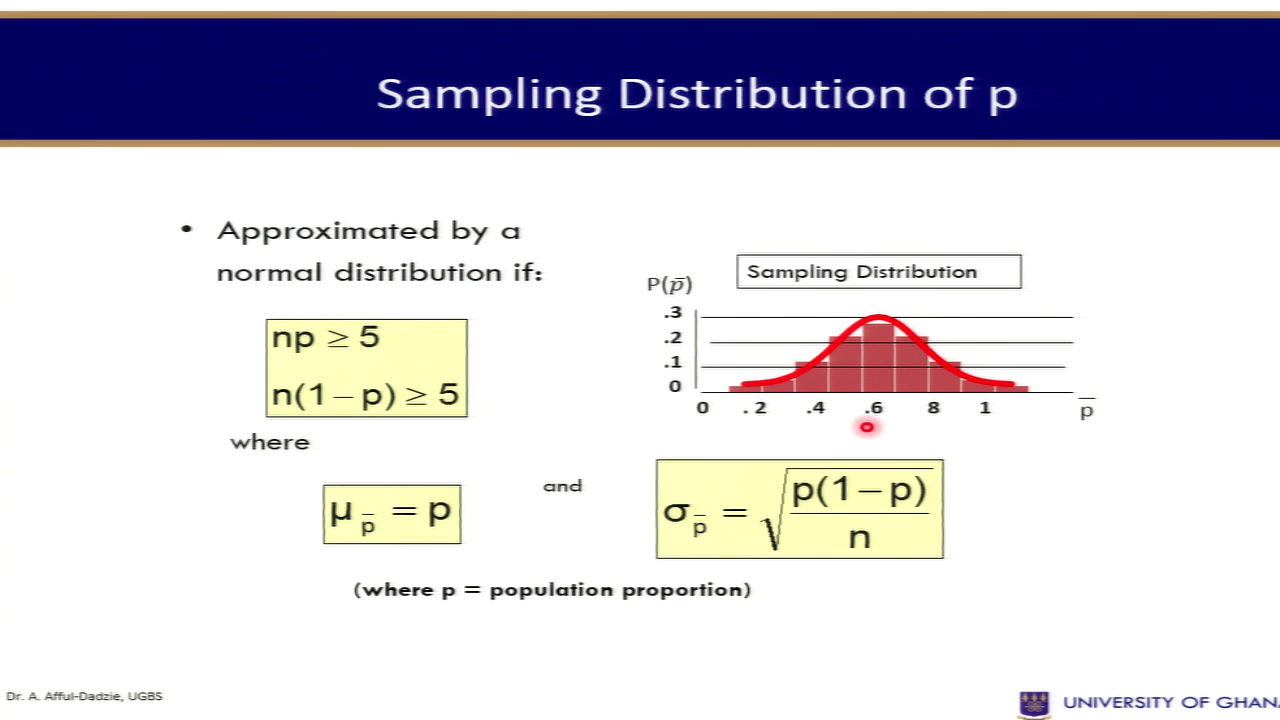 Sampling Distribution of p
• Approximated by a
normal distribution if:
np ≥ 5
n(1 – p) ≥ 5
where
μ p̄ = p
and
σ p̄ = √ p(1 – p) / n
(where p = population proportion)
Sampling Distribution
P(p̄)
.3
.2
.1
0
0 . 2 .4 .6 8 1 p̄
Dr. A. Afful-Dadzie, UGBS
UNIVERSITY OF GHAN